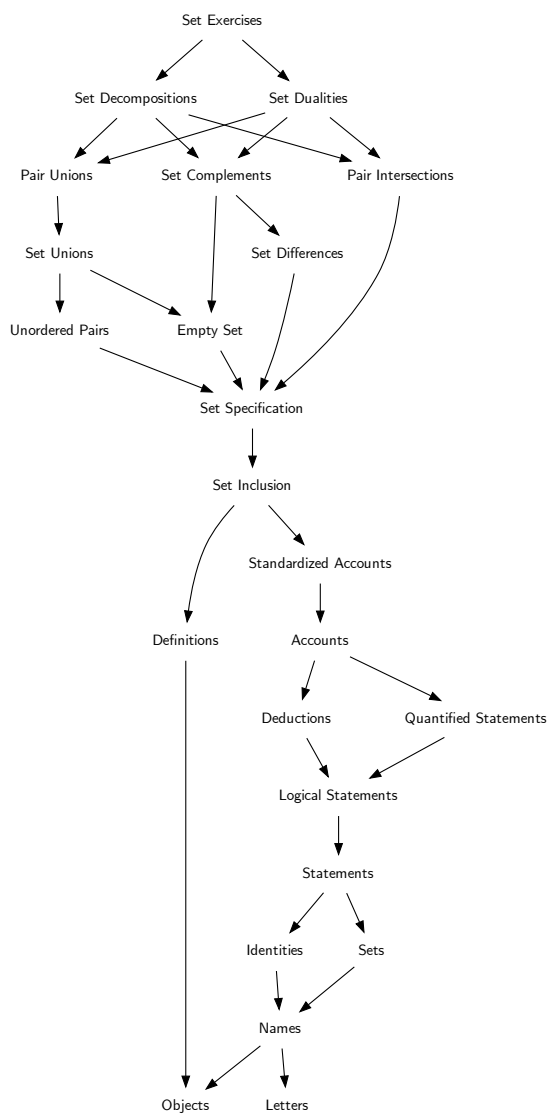 Set Exercises
Set Decompositions
Set Dualities
Pair Unions
Set Complements
Pair Intersections
Set Unions
Set Differences
Unordered Pairs
Empty Set
Set Specification
Set Inclusion
Standardized Accounts
Definitions
Accounts
Deductions
Quantified Statements
Logical Statements
Statements
Identities
Sets
Names
Objects
Letters